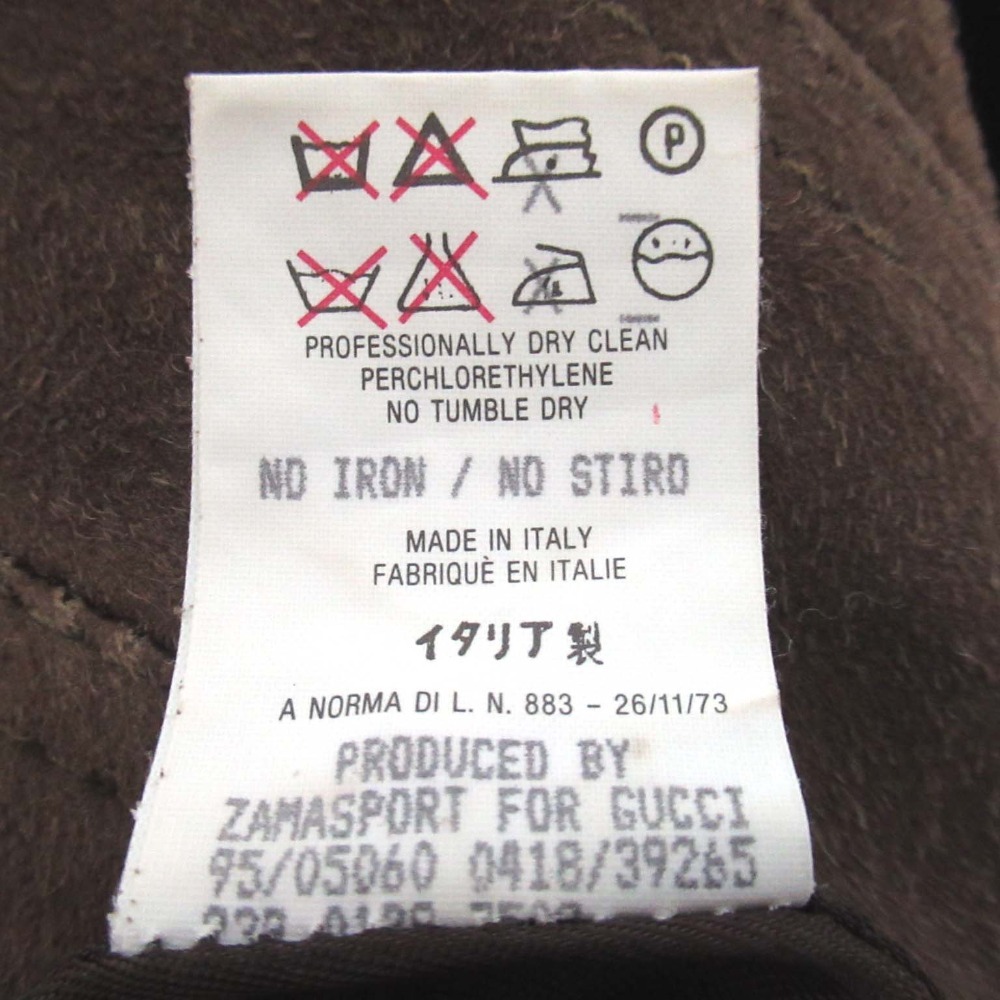 P
PROFESSIONALLY DRY CLEAN
PERCHLORETHYLENE
NO TUMBLE DRY
NO IRON / NO STIRO
MADE IN ITALY
FABRIQUÈ EN ITALIE
イタリア製
A NORMA DI L. N. 883 - 26/11/73
PRODUCED BY
ZAMASPORT FOR GUCCI
95/05060 0418/39265